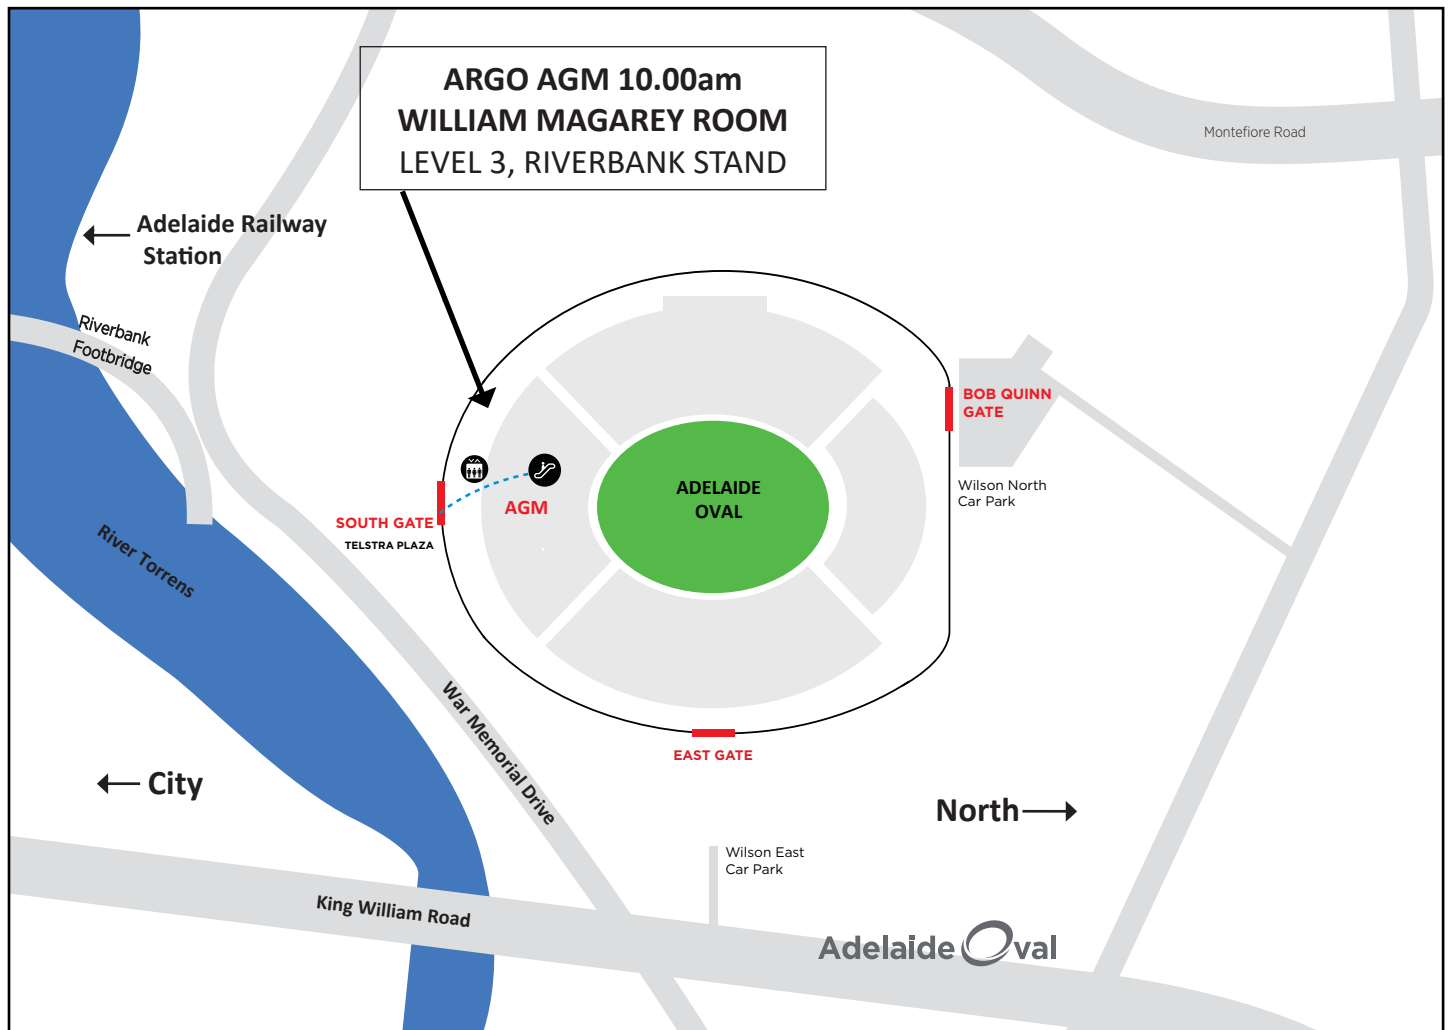 ARGO AGM 10.00am
WILLIAM MAGAREY ROOM
LEVEL 3, RIVERBANK STAND
Montefiore Road
Adelaide Railway
Station
Riverbank
Footbridge
BOB QUINN
GATE
Wilson North
Car Park
ADELAIDE
OVAL
AGM
SOUTH GATE
TELSTRA PLAZA
River Torrens
War Memorial Drive
EAST GATE
City
North
Wilson East
Car Park
King William Road
Adelaide Oval